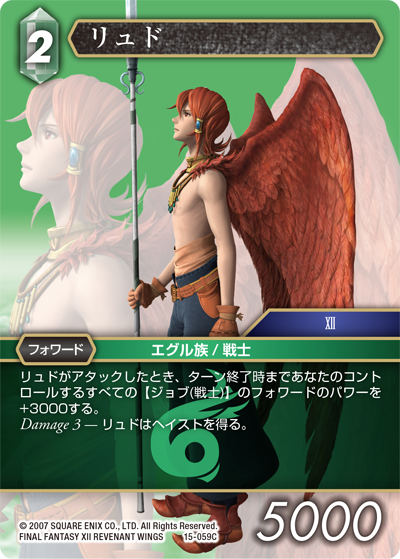 2
リュド
XII
フォワード
エグル族 / 戦士
リュドがアタックしたとき、ターン終了時まであなたのコント
ロールするすべての【ジョブ(戦士)】のフォワードのパワーを
+3000する。
Damage 3 — リュドはヘイストを得る。
© 2007 SQUARE ENIX CO., LTD. All Rights Reserved.
FINAL FANTASY XII REVENANT WINGS 15-059C
5000